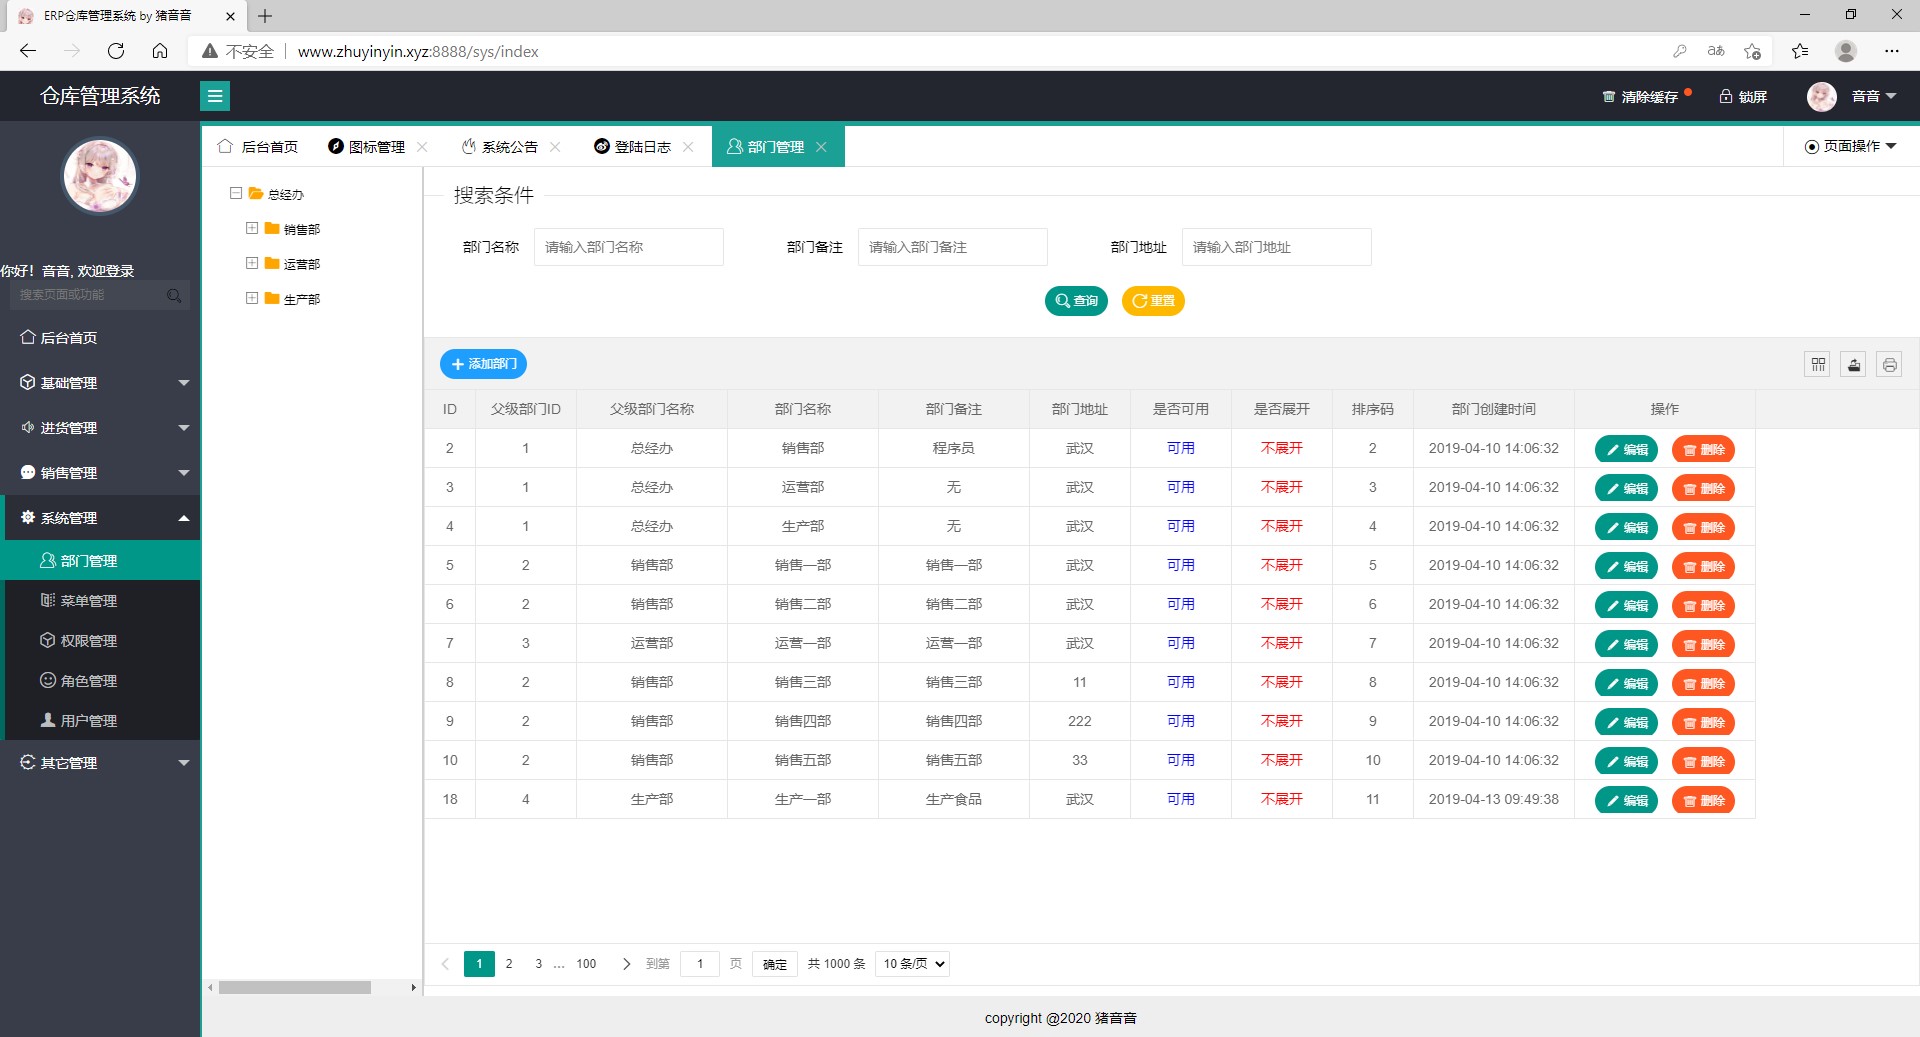 ERP仓库管理系统 by 猪音音
不安全 www.zhuyinyin.xyz:8888/sys/index aあ
仓库管理系统 清除缓存 锁屏 音音
后台首页 图标管理 系统公告 登陆日志 部门管理 页面操作
你好！音音, 欢迎登录
搜索页面或功能
后台首页
基础管理
进货管理
销售管理
系统管理
部门管理
菜单管理
权限管理
角色管理
用户管理
其它管理
总经办
销售部
运营部
生产部
搜索条件
部门名称 请输入部门名称 部门备注 请输入部门备注 部门地址 请输入部门地址
查询 重置
添加部门
ID 父级部门ID 父级部门名称 部门名称 部门备注 部门地址 是否可用 是否展开 排序码 部门创建时间 操作
2 1 总经办 销售部 程序员 武汉 可用 不展开 2 2019-04-10 14:06:32 编辑 删除
3 1 总经办 运营部 无 武汉 可用 不展开 3 2019-04-10 14:06:32 编辑 删除
4 1 总经办 生产部 无 武汉 可用 不展开 4 2019-04-10 14:06:32 编辑 删除
5 2 销售部 销售一部 销售一部 武汉 可用 不展开 5 2019-04-10 14:06:32 编辑 删除
6 2 销售部 销售二部 销售二部 武汉 可用 不展开 6 2019-04-10 14:06:32 编辑 删除
7 3 运营部 运营一部 运营一部 武汉 可用 不展开 7 2019-04-10 14:06:32 编辑 删除
8 2 销售部 销售三部 销售三部 11 可用 不展开 8 2019-04-10 14:06:32 编辑 删除
9 2 销售部 销售四部 销售四部 222 可用 不展开 9 2019-04-10 14:06:32 编辑 删除
10 2 销售部 销售五部 销售五部 33 可用 不展开 10 2019-04-10 14:06:32 编辑 删除
18 4 生产部 生产一部 生产食品 武汉 可用 不展开 11 2019-04-13 09:49:38 编辑 删除
1 2 3 … 100 到第 1 页 确定 共 1000 条 10 条/页
copyright @2020 猪音音